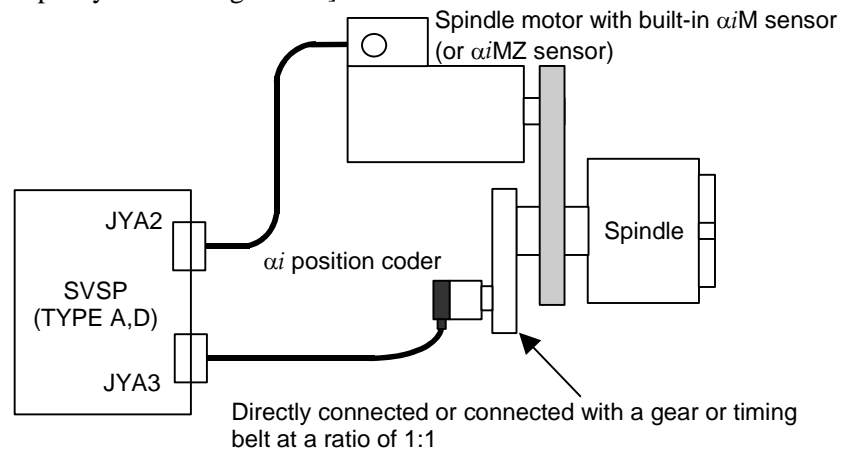 Spindle motor with built-in αiM sensor
(or αiMZ sensor)
JYA2
Spindle
αi position coder
SVSP
(TYPE A,D)
JYA3
Directly connected or connected with a gear or timing
belt at a ratio of 1:1